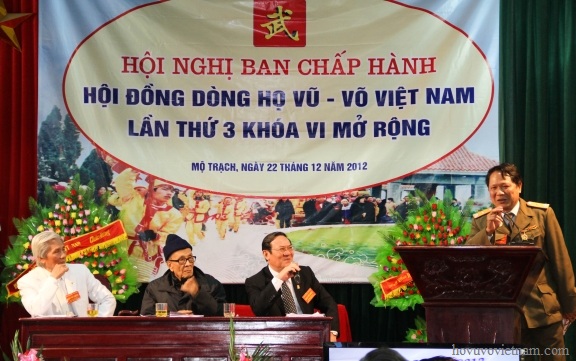 武
HỘI NGHỊ BAN CHẤP HÀNH
HỘI ĐỒNG DÒNG HỌ VŨ - VÕ VIỆT NAM
LẦN THỨ 3 KHÓA VI MỞ RỘNG
MỘ TRẠCH, NGÀY 22 THÁNG 12 NĂM 2012
hovuvovietnam.com